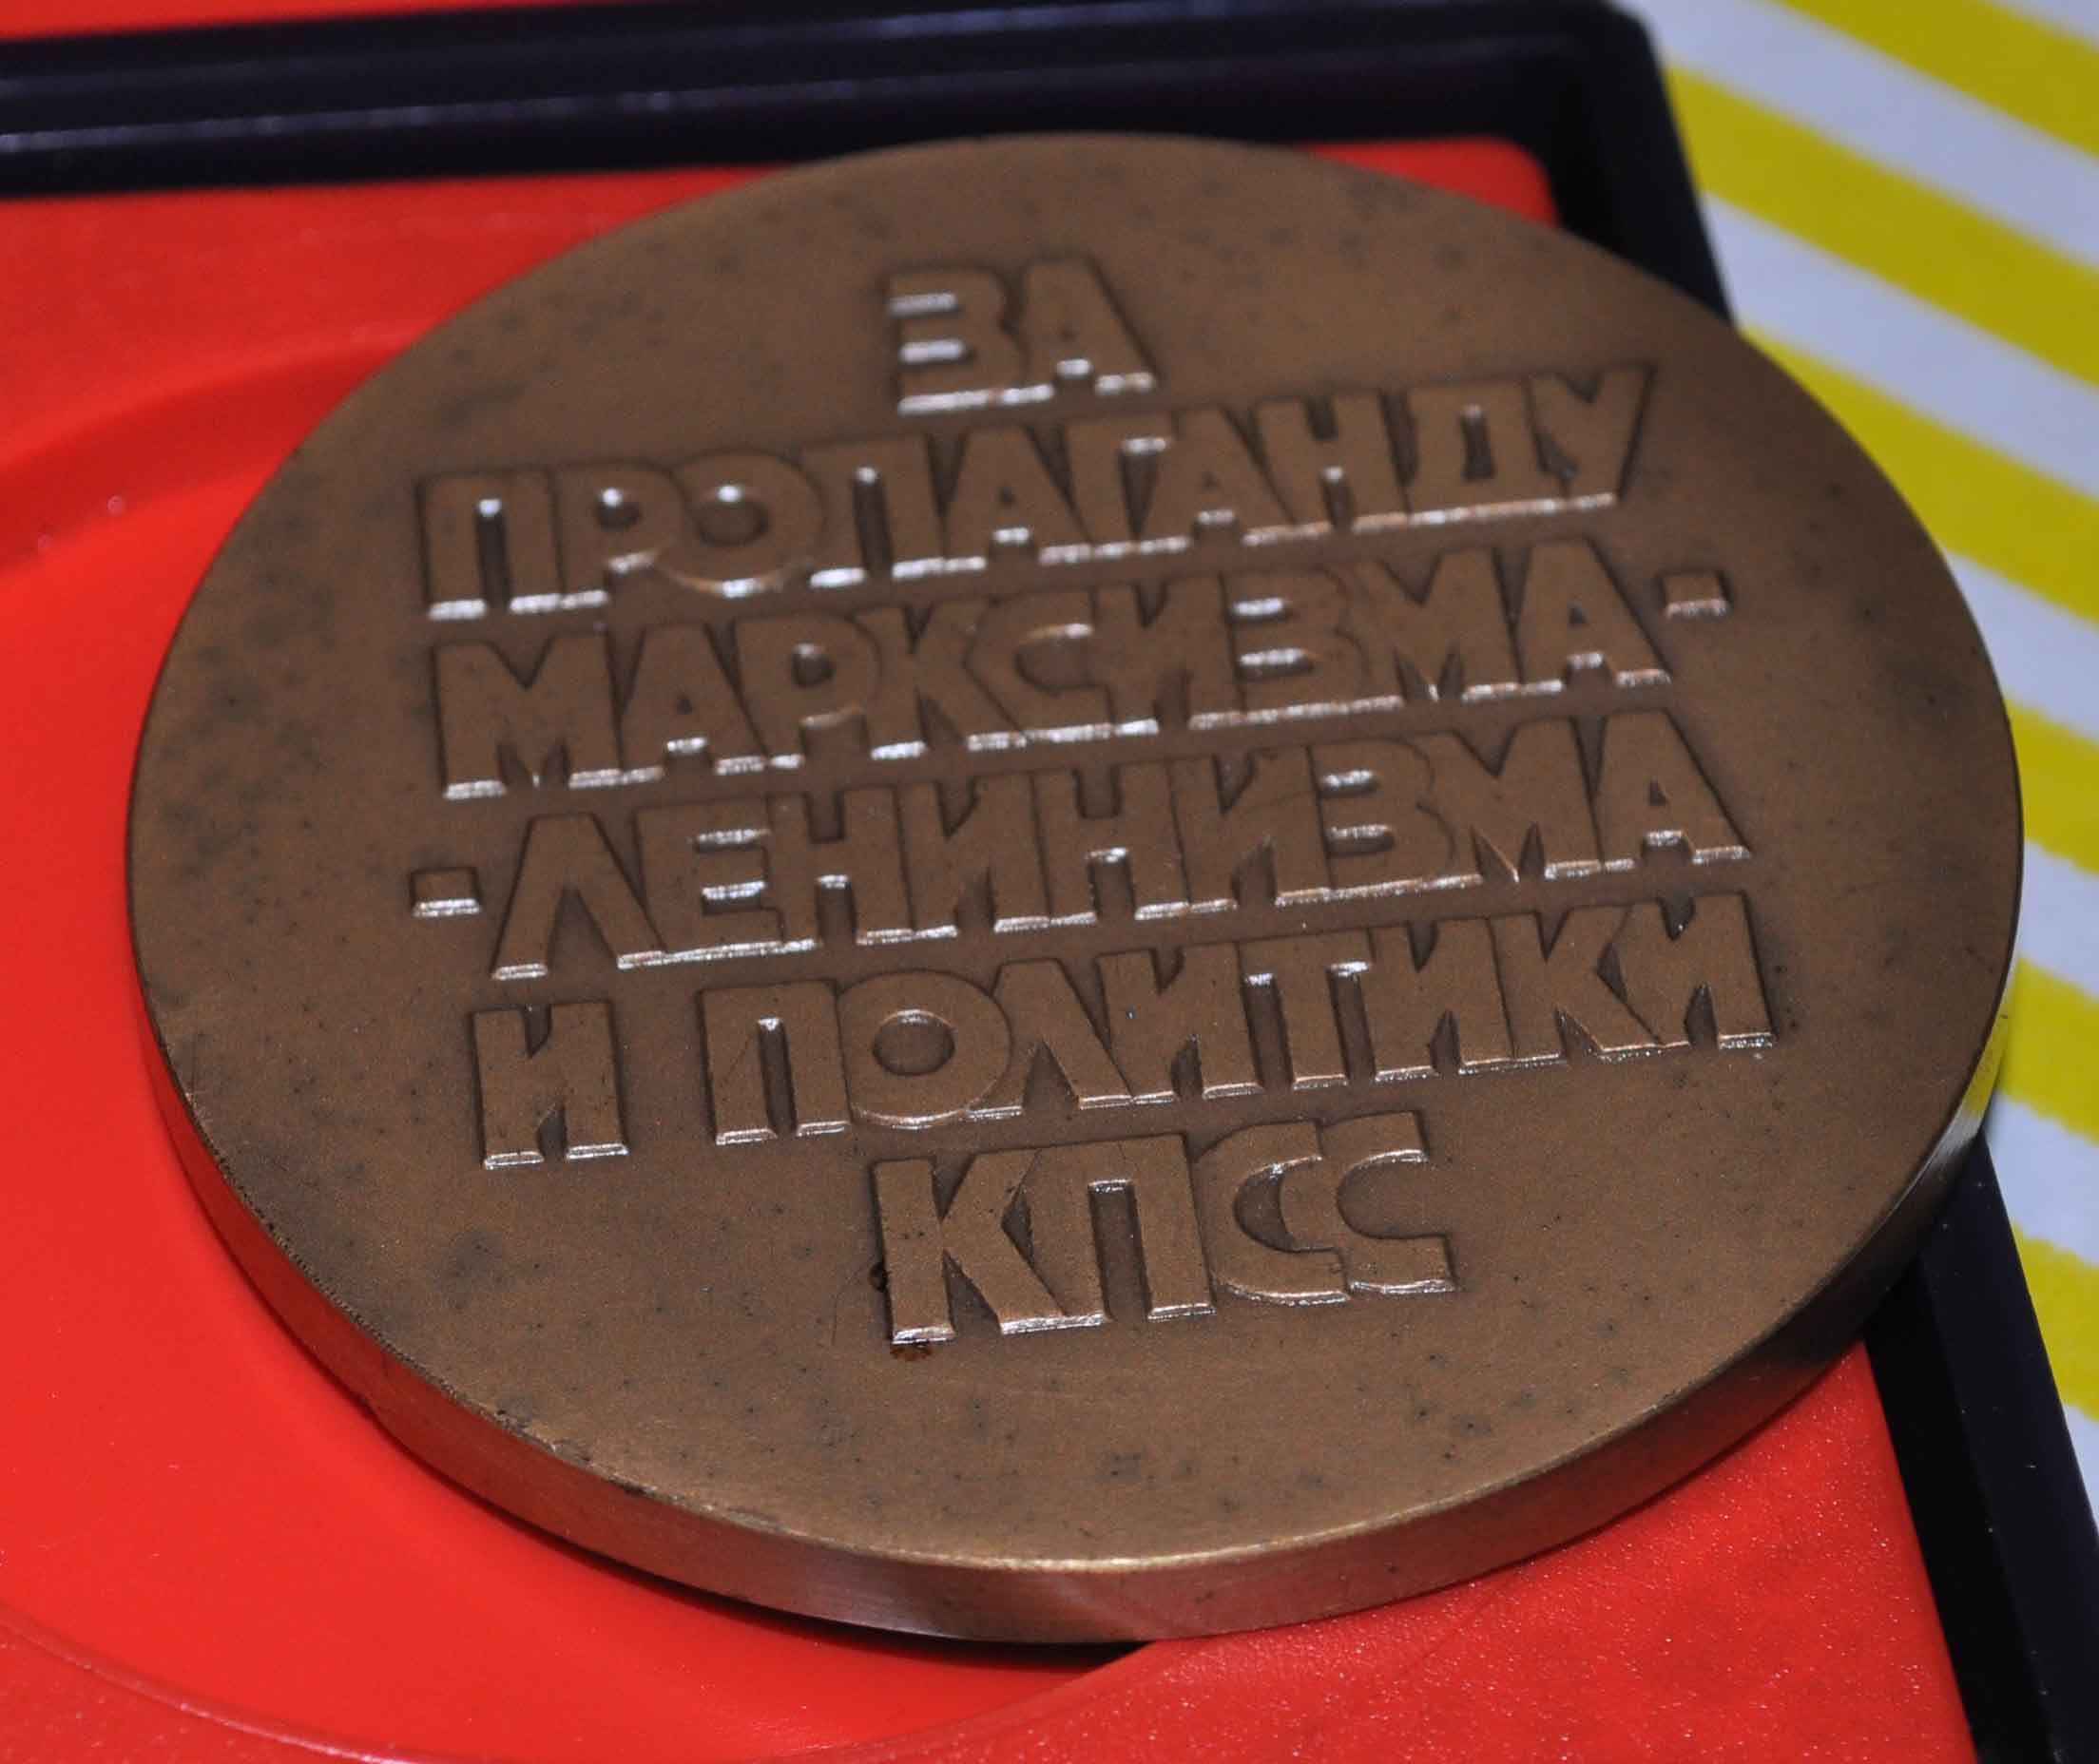 ЗА
ПРОПАГАНДУ
МАРКСИЗМА-
-ЛЕНИНИЗМА
И ПОЛИТИКИ
КПСС